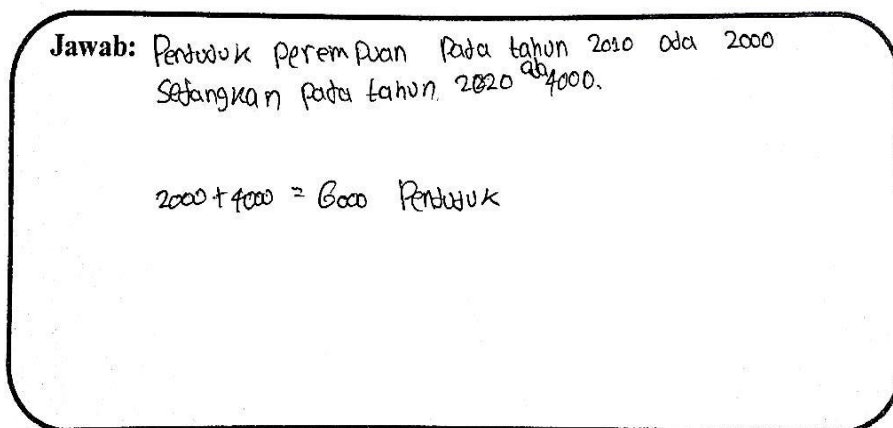 Jawab: Penduduk perempuan Pada tahun 2010 ada 2000
Sedangkan pada tahun 2020 ada 4000.
2000 + 4000 = 6000 Penduduk